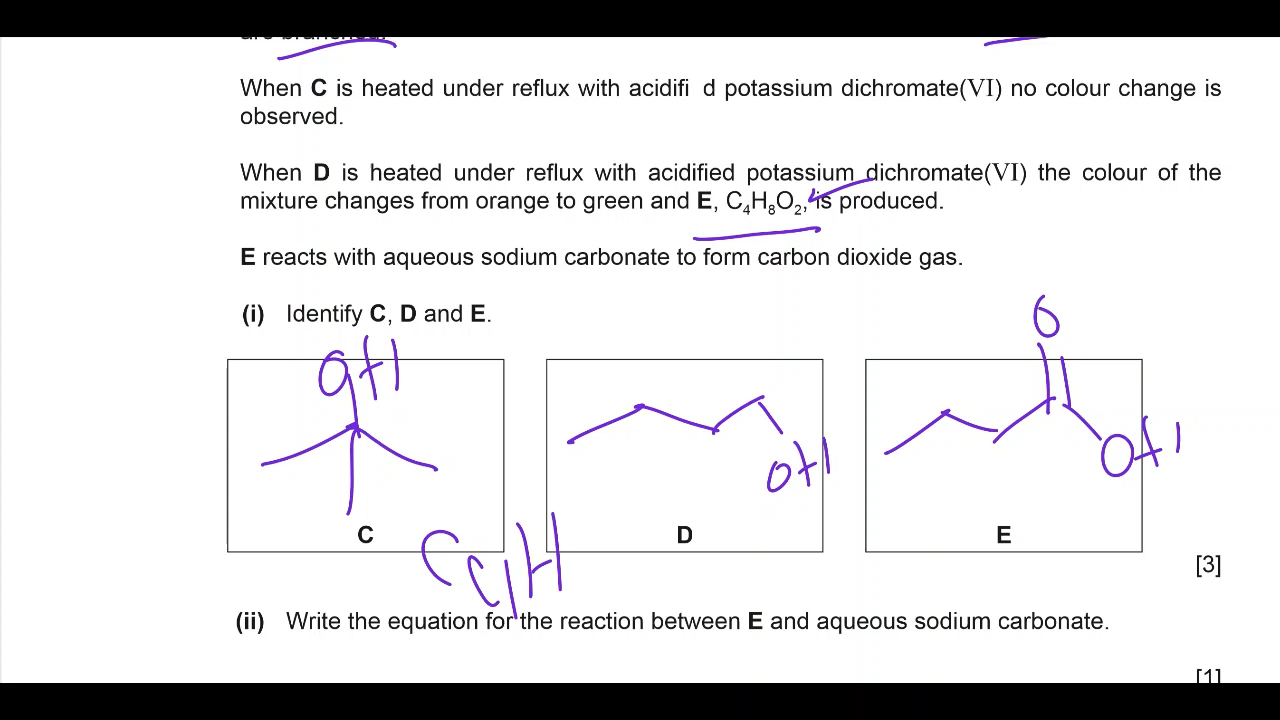 are branched.
When C is heated under reflux with acidifi d potassium dichromate(VI) no colour change is
observed.
When D is heated under reflux with acidified potassium dichromate(VI) the colour of the
mixture changes from orange to green and E, C₄H₈O₂, is produced.
E reacts with aqueous sodium carbonate to form carbon dioxide gas.
(i) Identify C, D and E.
OH
O
OH
OH
C
D
E
[3]
(ii) Write the equation for the reaction between E and aqueous sodium carbonate.
[1]